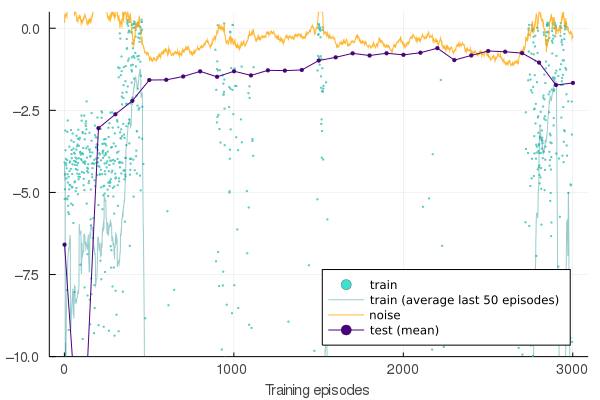 0.0
−2.5
−5.0
−7.5
−10.0
0
1000
2000
3000
Training episodes
train
train (average last 50 episodes)
noise
test (mean)